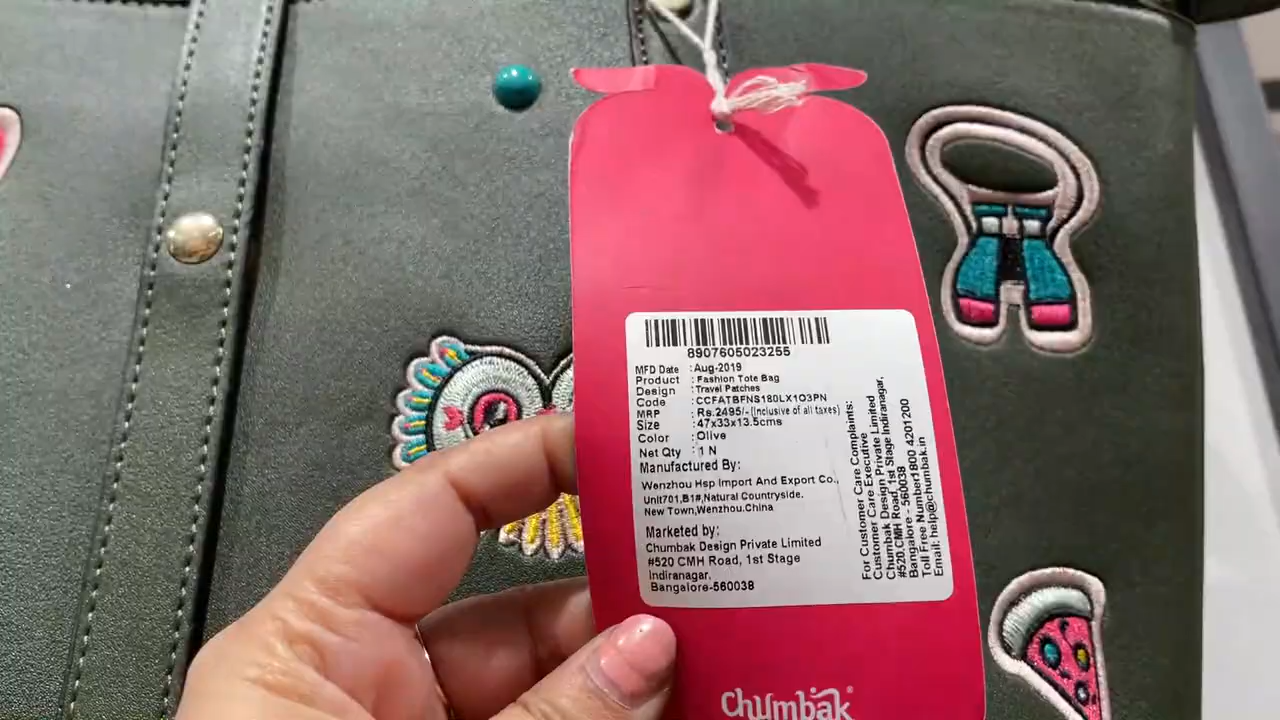 8907605023255
MFD Date : Aug-2019
Product : Fashion Tote Bag
Design : Travel Patches
Code : CCFATBFNS180LX1O3PN
MRP : Rs.2495/-(Inclusive of all taxes)
Size : 47x33x13.5cms
Color : Olive
Net Qty : 1 N
Manufactured By:
Wenzhou Hsp Import And Export Co.,
Unit701,B1#,Natural Countryside.
New Town,Wenzhou.China
Marketed by:
Chumbak Design Private Limited
#520 CMH Road, 1st Stage
Indiranagar,
Bangalore-560038
For Customer Care Complaints:
Customer Care Executive
Chumbak Design Private Limited
#520,CMH Road, 1st Stage Indiranagar,
Bangalore - 560038
Toll Free Number1800 4201200
Email: help@chumbak.in
chumbak®